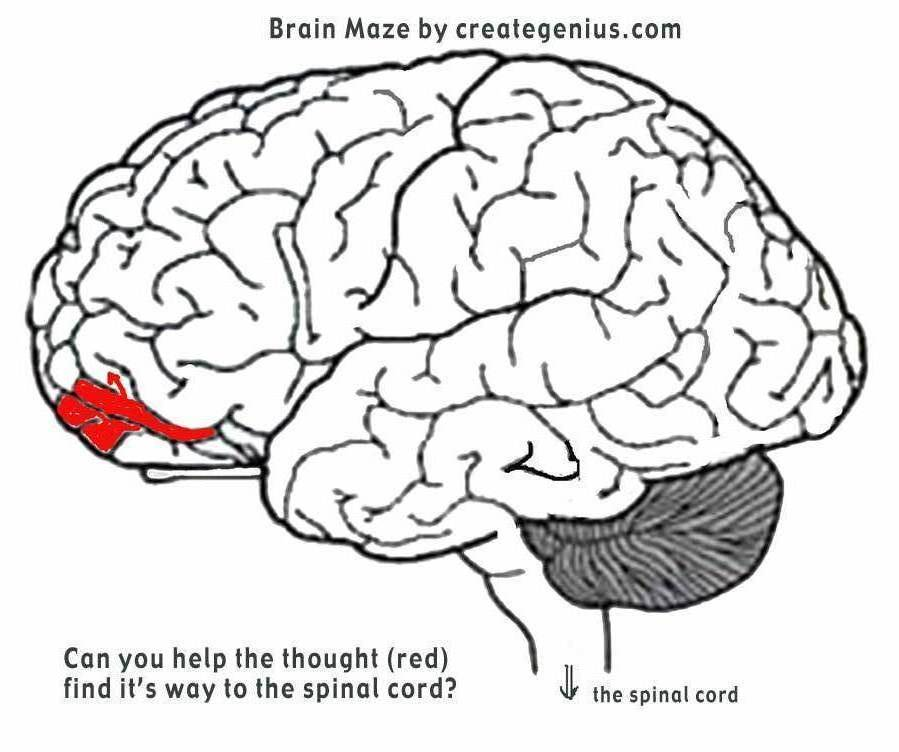 Brain Maze by creategenius.com
Can you help the thought (red)
find it's way to the spinal cord?
the spinal cord